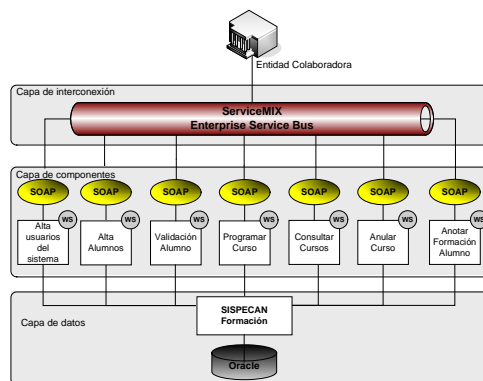 Entidad Colaboradora
Capa de interconexión
ServiceMIX
Enterprise Service Bus
Capa de componentes
SOAP SOAP SOAP SOAP SOAP SOAP SOAP
WS WS WS WS WS WS WS
Alta
usuarios
del
sistema
Alta
Alumnos
Validación
Alumno
Programar
Curso
Consultar
Cursos
Anular
Curso
Anotar
Formación
Alumno
Capa de datos
SISPECAN
Formación
Oracle